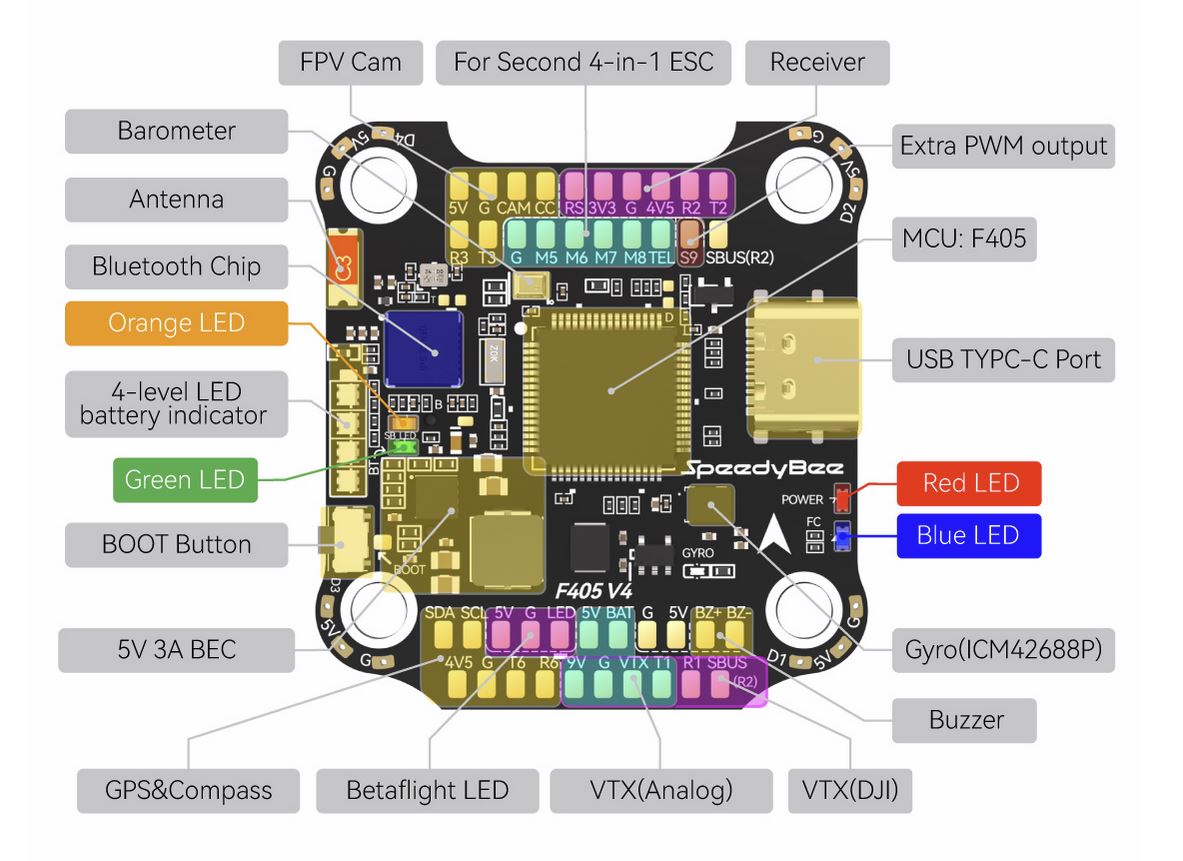 FPV Cam
For Second 4-in-1 ESC
Receiver
Barometer
Extra PWM output
Antenna
MCU: F405
Bluetooth Chip
Orange LED
USB TYPC-C Port
4-level LED
battery indicator
Green LED
Red LED
BOOT Button
Blue LED
5V 3A BEC
Gyro(ICM42688P)
Buzzer
GPS&Compass
Betaflight LED
VTX(Analog)
VTX(DJI)
G 5V D4
G 5V D2
5V G CAM CC RS 3V3 G 4V5 R2 T2
R3 T3 G M5 M6 M7 M8 TEL S9 SBUS(R2)
C3
T
D
20K
B
SB LED
BT
SpeedyBee
POWER
FC
BOOT
GYRO
F405 V4
D3 5V G
D1 5V G
SDA SCL 5V G LED 5V BAT G 5V BZ+ BZ-
4V5 G T6 R6 9V G VTX T1 R1 SBUS
(R2)